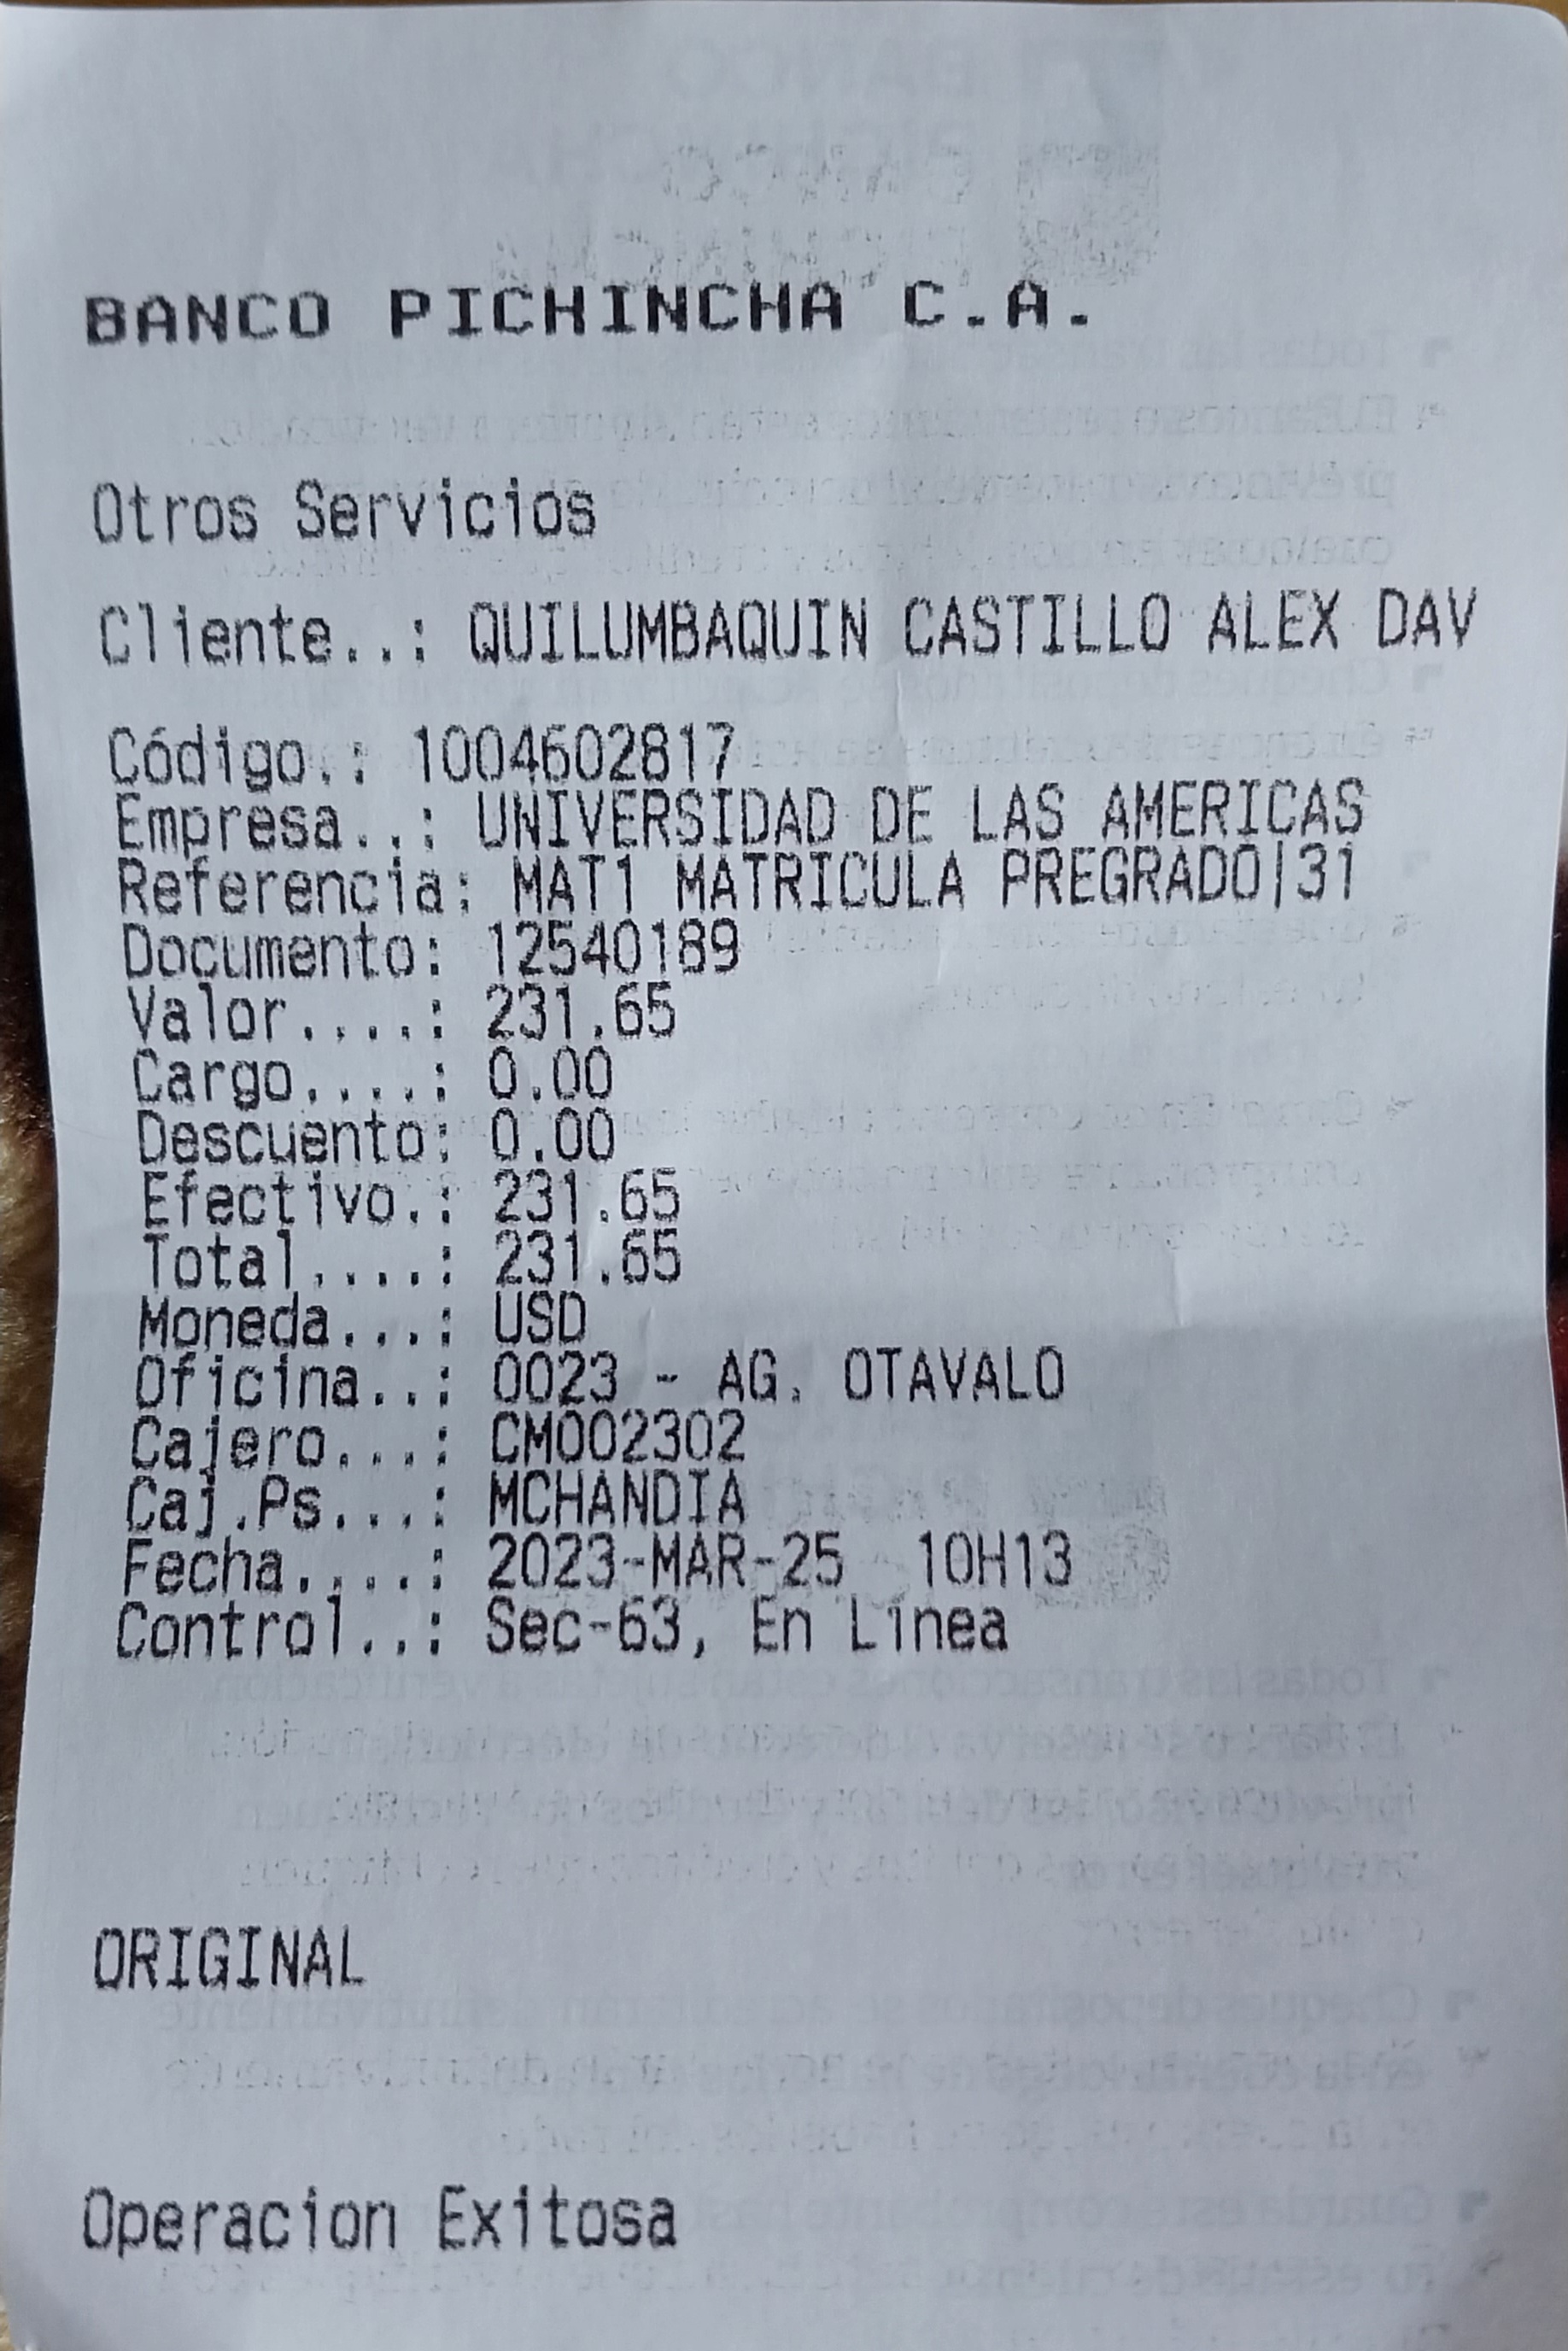 BANCO PICHINCHA C.A.
Otros Servicios
Cliente..: QUILUMBAQUIN CASTILLO ALEX DAV
Código.: 1004602817
Empresa..: UNIVERSIDAD DE LAS AMERICAS
Referencia: MAT1 MATRICULA PREGRADO|31
Documento: 12540189
Valor....: 231.65
Cargo....: 0.00
Descuento: 0.00
Efectivo.: 231.65
Total....: 231.65
Moneda...: USD
Oficina..: 0023 - AG. OTAVALO
Cajero...: CM002302
Caj.Ps...: MCHANDIA
Fecha....: 2023-MAR-25 10H13
Control..: Sec-63, En Línea
ORIGINAL
Operacion Exitosa